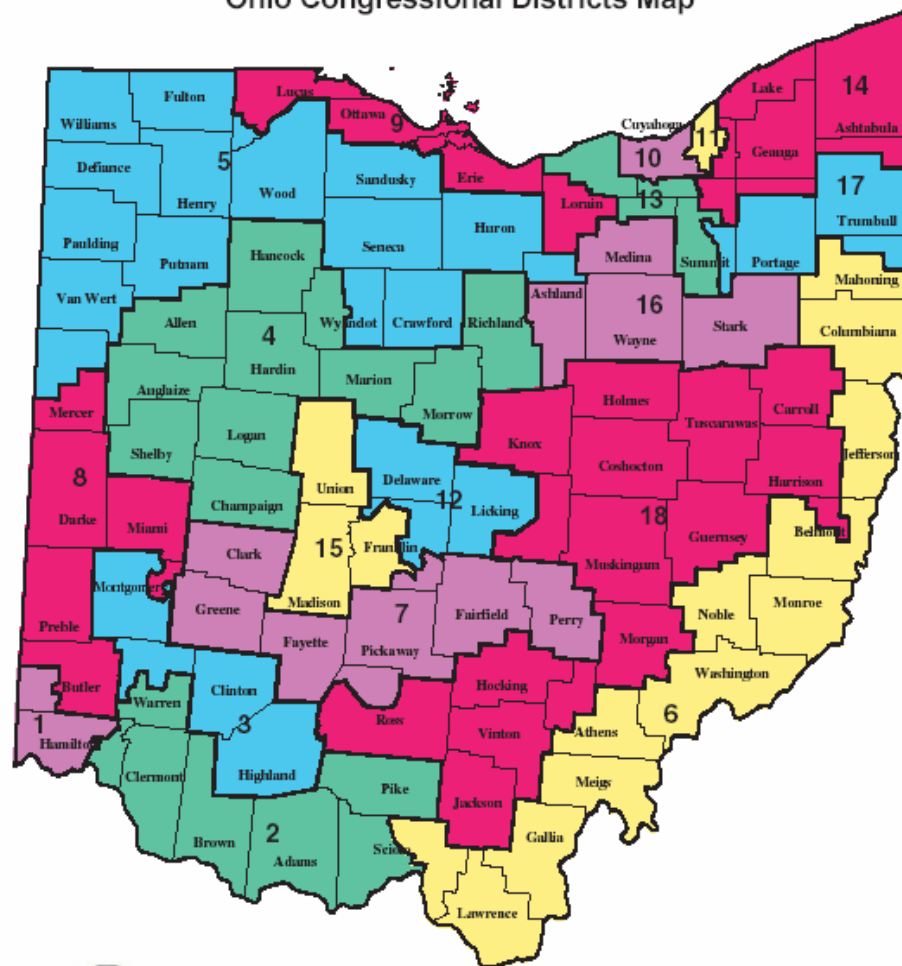 Ohio Congressional Districts Map
Lake
14
Lucas
Fulton
Ottawa
9
Williams
Cuyahoga
11
Ashtabula
Geauga
10
5
Defiance
Sandusky
Erie
17
Wood
Henry
Lorain
13
Trumbull
Huron
Paulding
Seneca
Hancock
Medina
Summit
Portage
Putnam
Mahoning
Van Wert
Ashland
16
Allen
Wyandot
Crawford
Richland
Stark
Columbiana
4
Wayne
Hardin
Marion
Anglaize
Holmes
Mercer
Morrow
Carroll
Tuscarawas
Logan
Knox
Shelby
Jefferson
Coshocton
8
Delaware
Harrison
Union
12
Champaign
Licking
Darke
Miami
18
Guernsey
Belmont
15
Franklin
Clark
Muskingum
Montgomery
Madison
Monroe
Greene
7
Fairfield
Noble
Perry
Preble
Fayette
Morgan
Pickaway
Washington
Butler
Hocking
Clinton
Warren
6
1
3
Ross
Hamilton
Vinton
Athens
Clermont
Highland
Meigs
Pike
Jackson
2
Gallia
Brown
Scioto
Adams
Lawrence